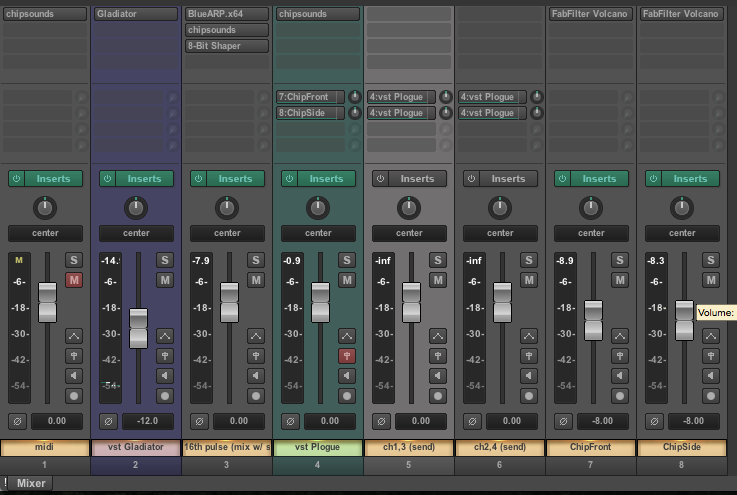 chipsounds Gladiator BlueARP.x64 chipsounds FabFilter Volcano FabFilter Volcano
chipsounds
8-Bit Shaper
7:ChipFront 4:vst Plogue 4:vst Plogue
8:ChipSide 4:vst Plogue 4:vst Plogue
Inserts Inserts Inserts Inserts Inserts Inserts Inserts Inserts
center center center center center center center center
M S -14. S -7.9 S -0.9 S -inf S -inf S -8.9 S -8.3 S
-6- M -6- M -6- M -6- M -6- M -6- M -6- M -6- M
-18- -18- -18- -18- -18- -18- -18- -18- Volume:
-30- -30- -30- -30- -30- -30- -30- -30-
-42- -42- -42- -42- -42- -42- -42- -42-
-54- -54- -54- -54- -54- -54- -54- -54-
0.00 -12.0 0.00 0.00 0.00 0.00 -8.00 -8.00
midi vst Gladiator 16th pulse (mix w/ s vst Plogue ch1,3 (send) ch2,4 (send) ChipFront ChipSide
1 2 3 4 5 6 7 8
! Mixer